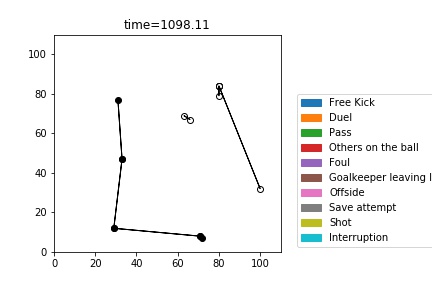 time=1098.11
100
80
60
40
20
0
0 20 40 60 80 100
Free Kick
Duel
Pass
Others on the ball
Foul
Goalkeeper leaving l
Offside
Save attempt
Shot
Interruption